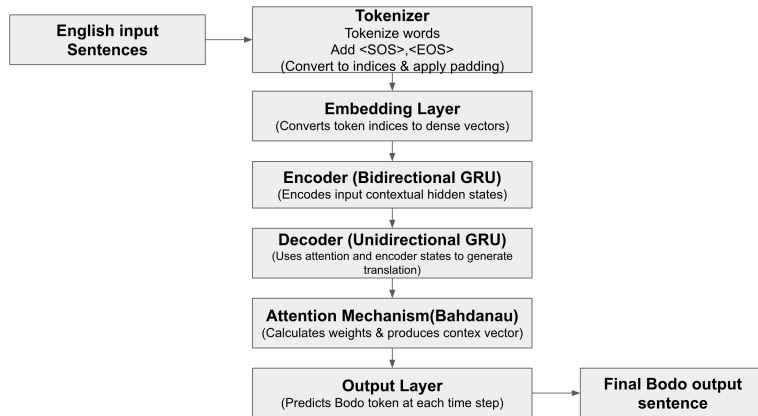 English input
Sentences
Tokenizer
Tokenize words
Add <SOS>,<EOS>
(Convert to indices & apply padding)
Embedding Layer
(Converts token indices to dense vectors)
Encoder (Bidirectional GRU)
(Encodes input contextual hidden states)
Decoder (Unidirectional GRU)
(Uses attention and encoder states to generate
translation)
Attention Mechanism(Bahdanau)
(Calculates weights & produces contex vector)
Output Layer
(Predicts Bodo token at each time step)
Final Bodo output
sentence